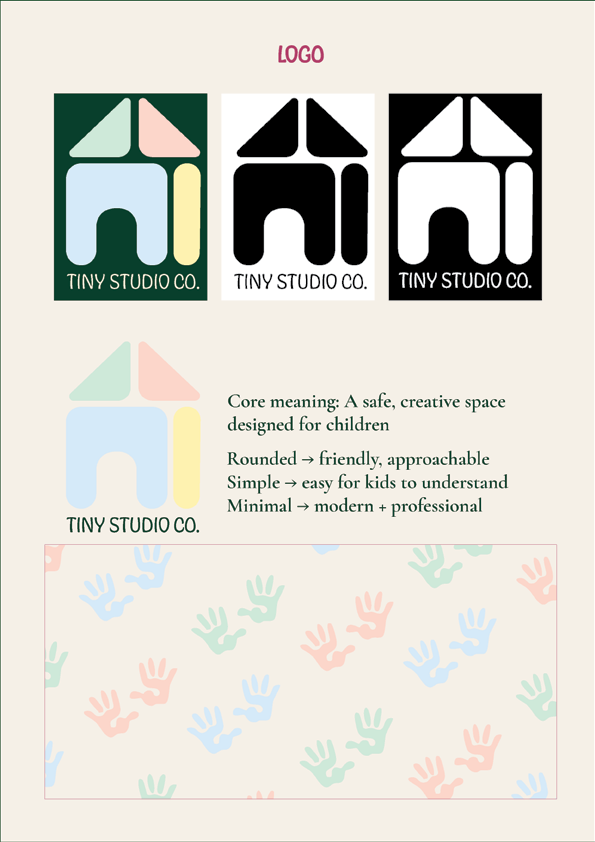 LOGO
TINY STUDIO CO.
TINY STUDIO CO.
TINY STUDIO CO.
Core meaning: A safe, creative space
designed for children
Rounded → friendly, approachable
Simple → easy for kids to understand
Minimal → modern + professional
TINY STUDIO CO.